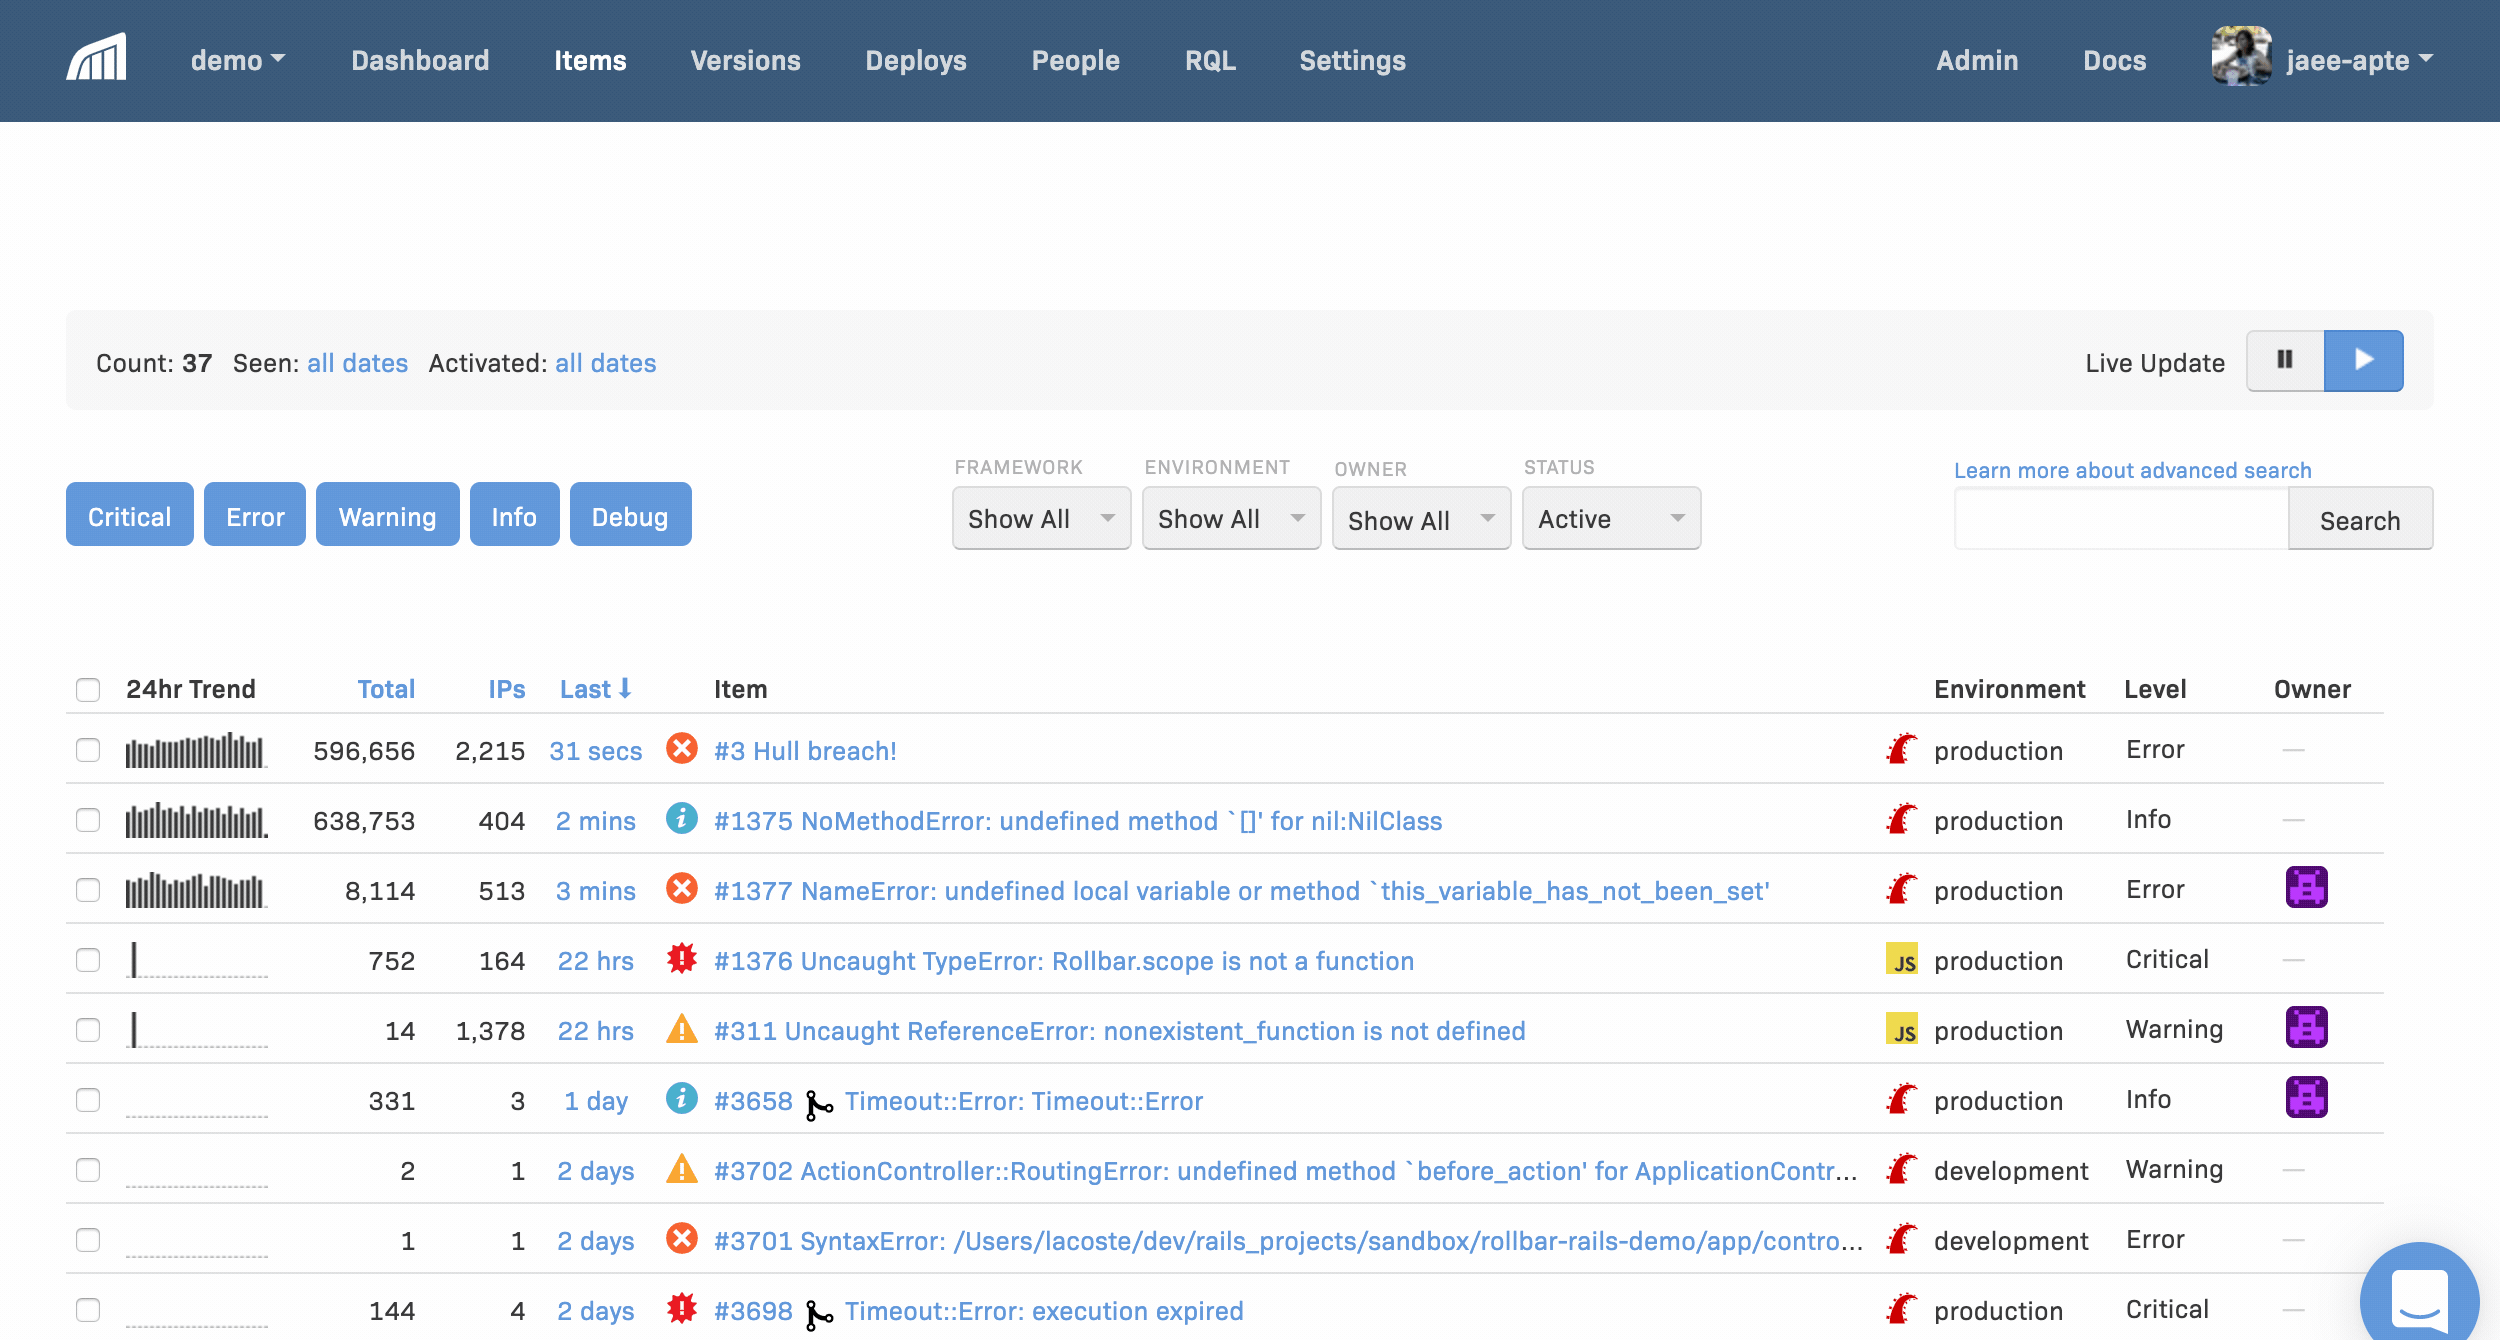 demo Dashboard Items Versions Deploys People RQL Settings Admin Docs jaee-apte
Count: 37 Seen: all dates Activated: all dates Live Update
FRAMEWORK ENVIRONMENT OWNER STATUS Learn more about advanced search
Critical Error Warning Info Debug Show All Show All Show All Active Search
24hr Trend Total IPs Last Item Environment Level Owner
596,656 2,215 31 secs #3 Hull breach! production Error —
638,753 404 2 mins #1375 NoMethodError: undefined method `[]' for nil:NilClass production Info —
8,114 513 3 mins #1377 NameError: undefined local variable or method `this_variable_has_not_been_set' production Error
752 164 22 hrs #1376 Uncaught TypeError: Rollbar.scope is not a function JS production Critical —
14 1,378 22 hrs #311 Uncaught ReferenceError: nonexistent_function is not defined JS production Warning
331 3 1 day #3658 Timeout::Error: Timeout::Error production Info
2 1 2 days #3702 ActionController::RoutingError: undefined method `before_action' for ApplicationContr... development Warning —
1 1 2 days #3701 SyntaxError: /Users/lacoste/dev/rails_projects/sandbox/rollbar-rails-demo/app/contro... development Error —
144 4 2 days #3698 Timeout::Error: execution expired production Critical —